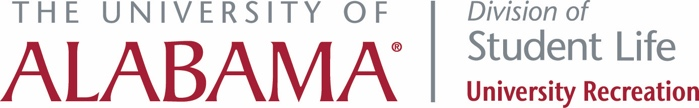 THE UNIVERSITY OF
ALABAMA®
Division of
Student Life
University Recreation